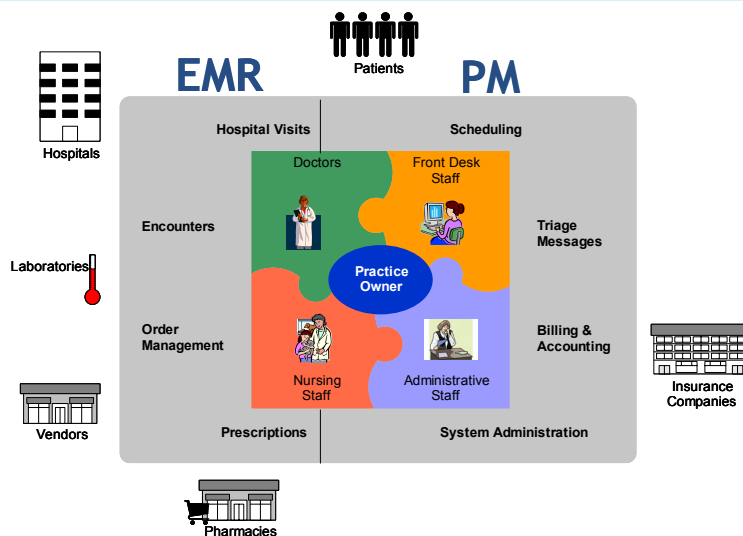 Patients
EMR
PM
Hospitals
Hospital Visits
Scheduling
Doctors
Front Desk
Staff
Encounters
Triage
Messages
Laboratories
Practice
Owner
Order
Management
Billing &
Accounting
Nursing
Staff
Administrative
Staff
Insurance
Companies
Vendors
Prescriptions
System Administration
Pharmacies